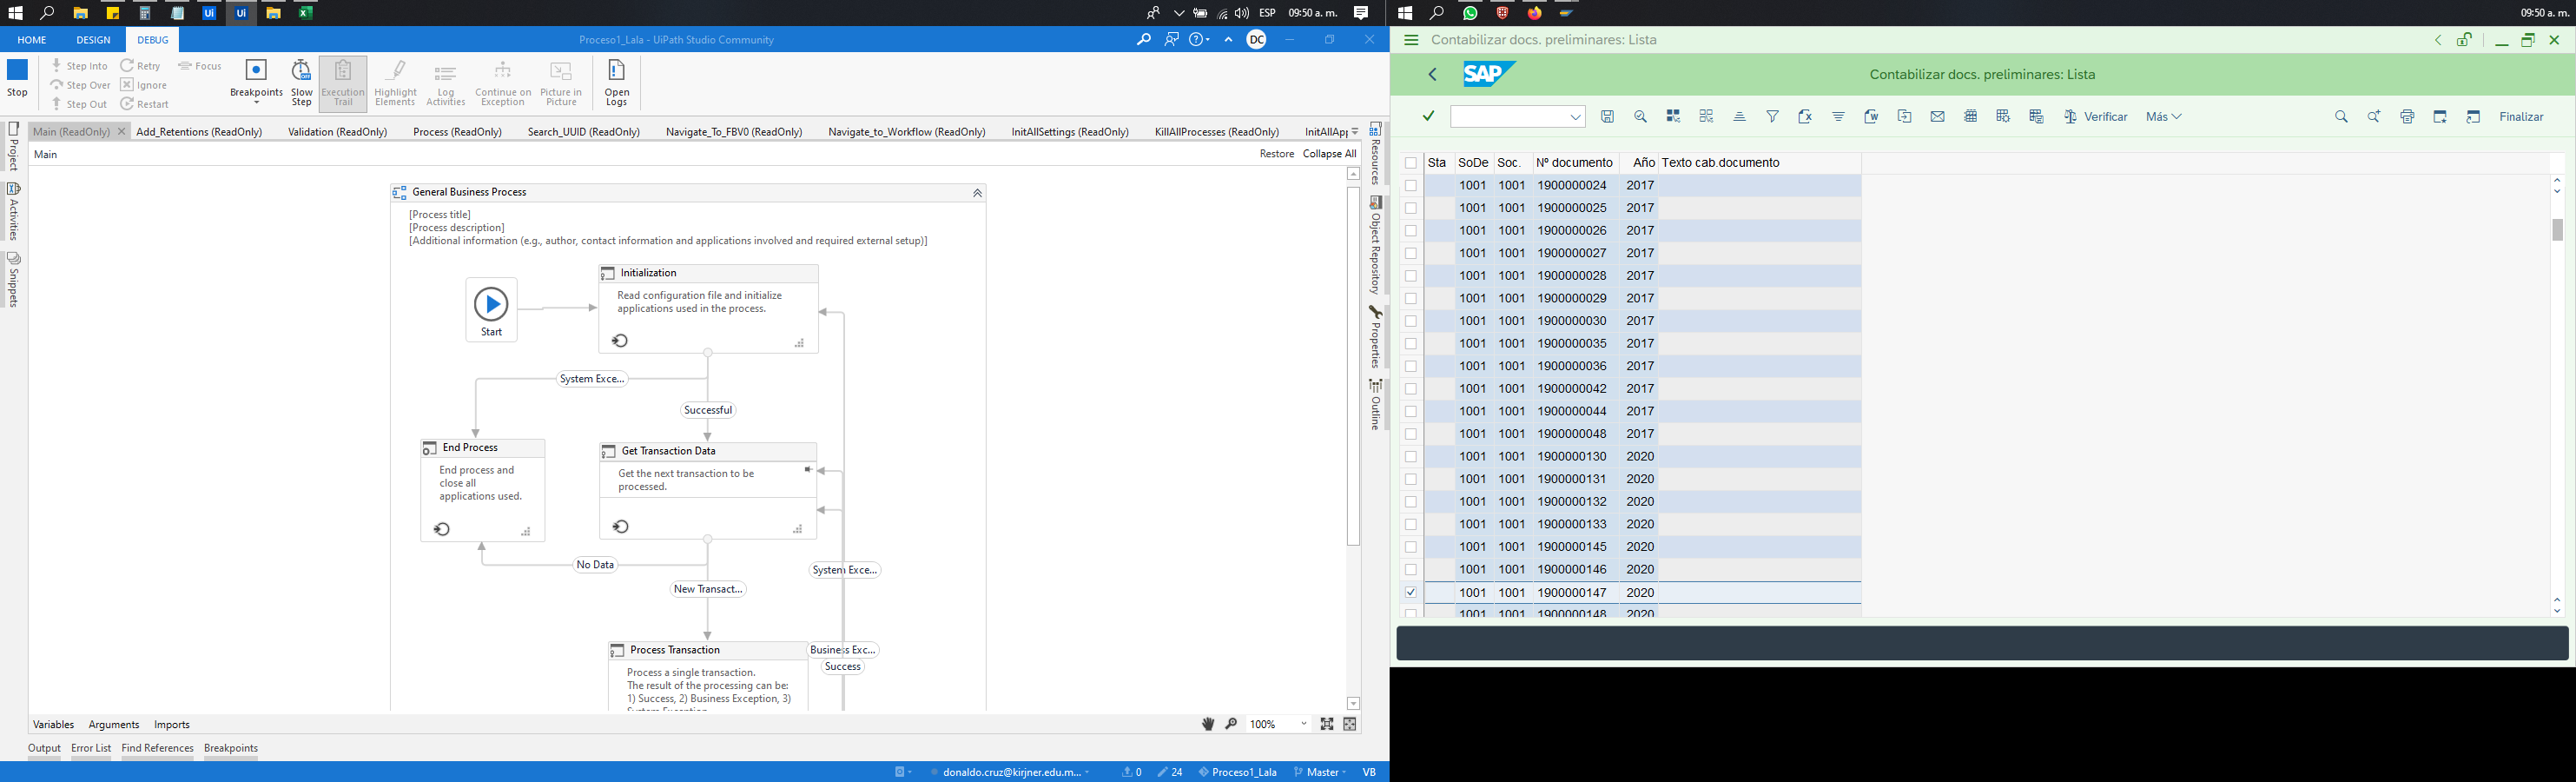 ESP 09:50 a. m.
09:50 a. m.
HOME DESIGN DEBUG Proceso1_Lala - UiPath Studio Community DC
Stop
Step Into Retry Focus
Step Over Ignore
Step Out Restart
Breakpoints
Slow Step
Execution Trail
Highlight Elements
Log Activities
Continue on Exception
Picture in Picture
Open Logs
Main (ReadOnly) Add_Retentions (ReadOnly) Validation (ReadOnly) Process (ReadOnly) Search_UUID (ReadOnly) Navigate_To_FBV0 (ReadOnly) Navigate_to_Workflow (ReadOnly) InitAllSettings (ReadOnly) KillAllProcesses (ReadOnly) InitAllApp
Main Restore Collapse All
Project
Activities
Snippets
General Business Process
[Process title]
[Process description]
[Additional information (e.g., author, contact information and applications involved and required external setup)]
Start
Initialization
Read configuration file and initialize
applications used in the process.
System Exce...
Successful
End Process
End process and
close all
applications used.
Get Transaction Data
Get the next transaction to be
processed.
No Data
System Exce...
New Transact...
Process Transaction
Business Exc...
Success
Process a single transaction.
The result of the processing can be:
1) Success, 2) Business Exception, 3)
System Exception
Resources
Object Repository
Properties
Outline
Variables Arguments Imports 100%
Output Error List Find References Breakpoints
donaldo.cruz@kirjner.edu.m... 0 24 Proceso1_Lala Master VB
Contabilizar docs. preliminares: Lista
SAP Contabilizar docs. preliminares: Lista
Verificar Más Finalizar
Sta SoDe Soc. Nº documento Año Texto cab.documento
1001 1001 1900000024 2017
1001 1001 1900000025 2017
1001 1001 1900000026 2017
1001 1001 1900000027 2017
1001 1001 1900000028 2017
1001 1001 1900000029 2017
1001 1001 1900000030 2017
1001 1001 1900000035 2017
1001 1001 1900000036 2017
1001 1001 1900000042 2017
1001 1001 1900000044 2017
1001 1001 1900000048 2017
1001 1001 1900000130 2020
1001 1001 1900000131 2020
1001 1001 1900000132 2020
1001 1001 1900000133 2020
1001 1001 1900000145 2020
1001 1001 1900000146 2020
1001 1001 1900000147 2020
1001 1001 1900000148 2020